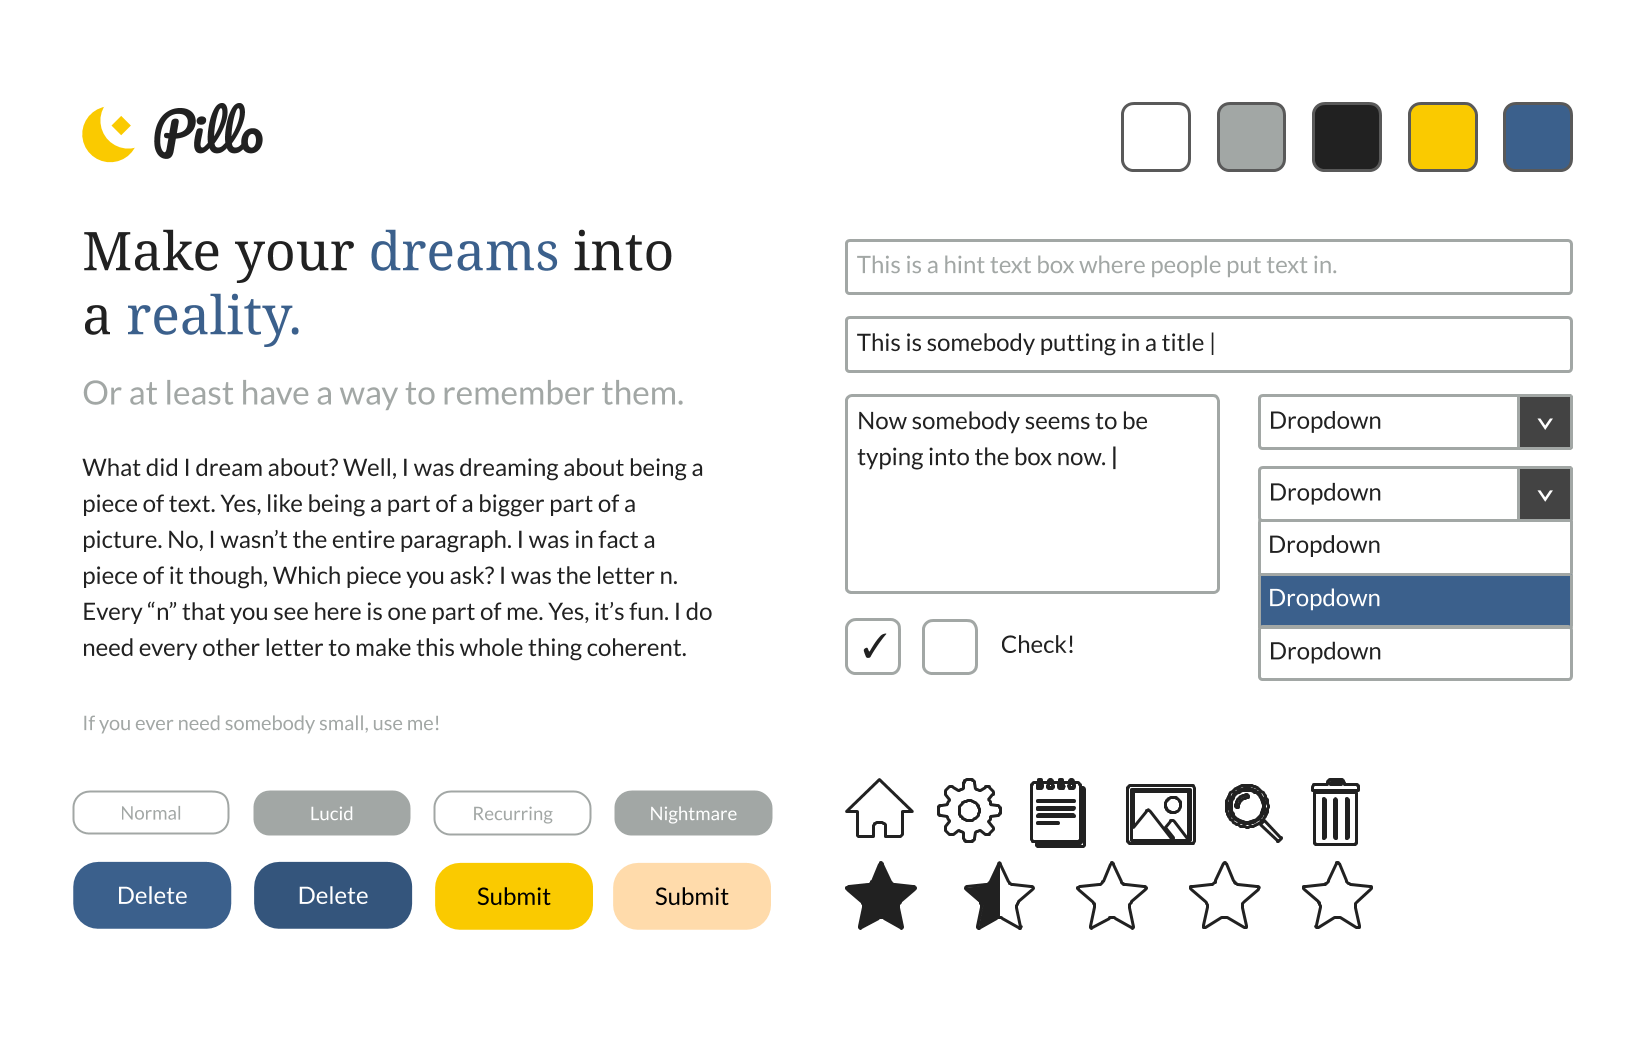 Pillo
Make your dreams into
a reality.
Or at least have a way to remember them.
What did I dream about? Well, I was dreaming about being a
piece of text. Yes, like being a part of a bigger part of a
picture. No, I wasn’t the entire paragraph. I was in fact a
piece of it though, Which piece you ask? I was the letter n.
Every “n” that you see here is one part of me. Yes, it’s fun. I do
need every other letter to make this whole thing coherent.
If you ever need somebody small, use me!
Normal
Lucid
Recurring
Nightmare
Delete
Delete
Submit
Submit
This is a hint text box where people put text in.
This is somebody putting in a title |
Now somebody seems to be
typing into the box now. |
Check!
Dropdown
Dropdown
Dropdown
Dropdown
Dropdown